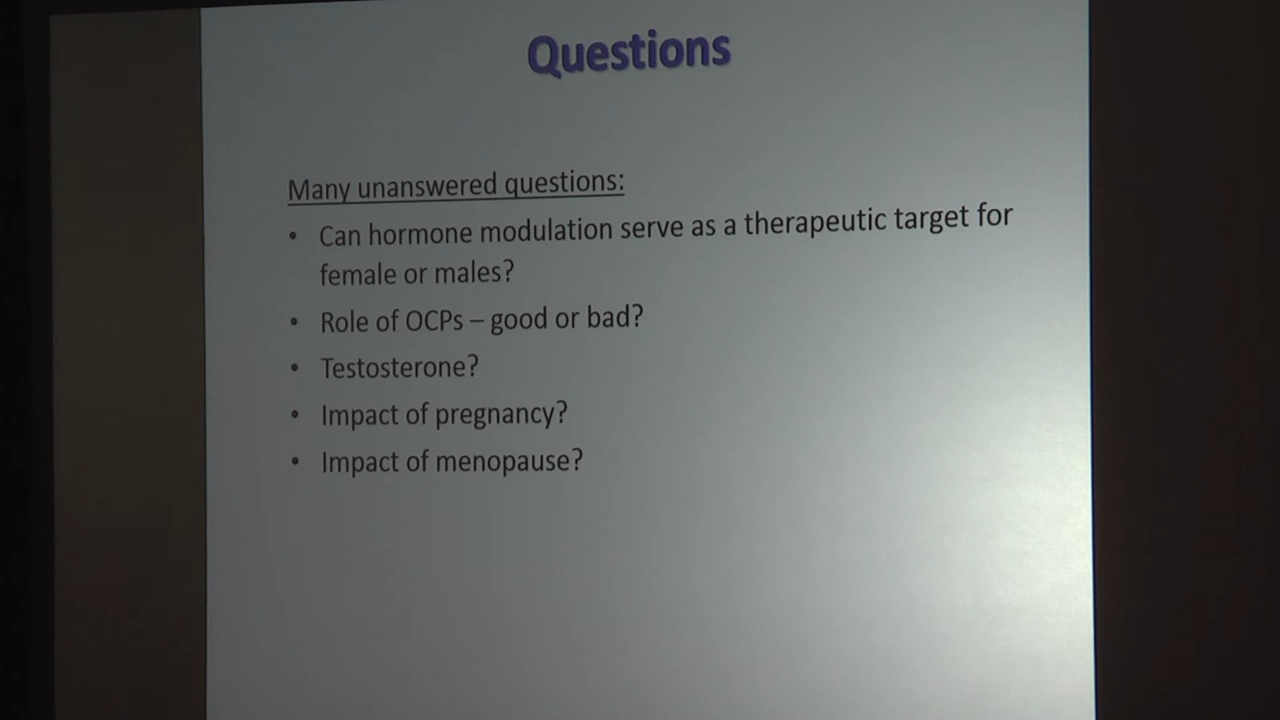 Questions
Many unanswered questions:
• Can hormone modulation serve as a therapeutic target for
female or males?
• Role of OCPs – good or bad?
• Testosterone?
• Impact of pregnancy?
• Impact of menopause?